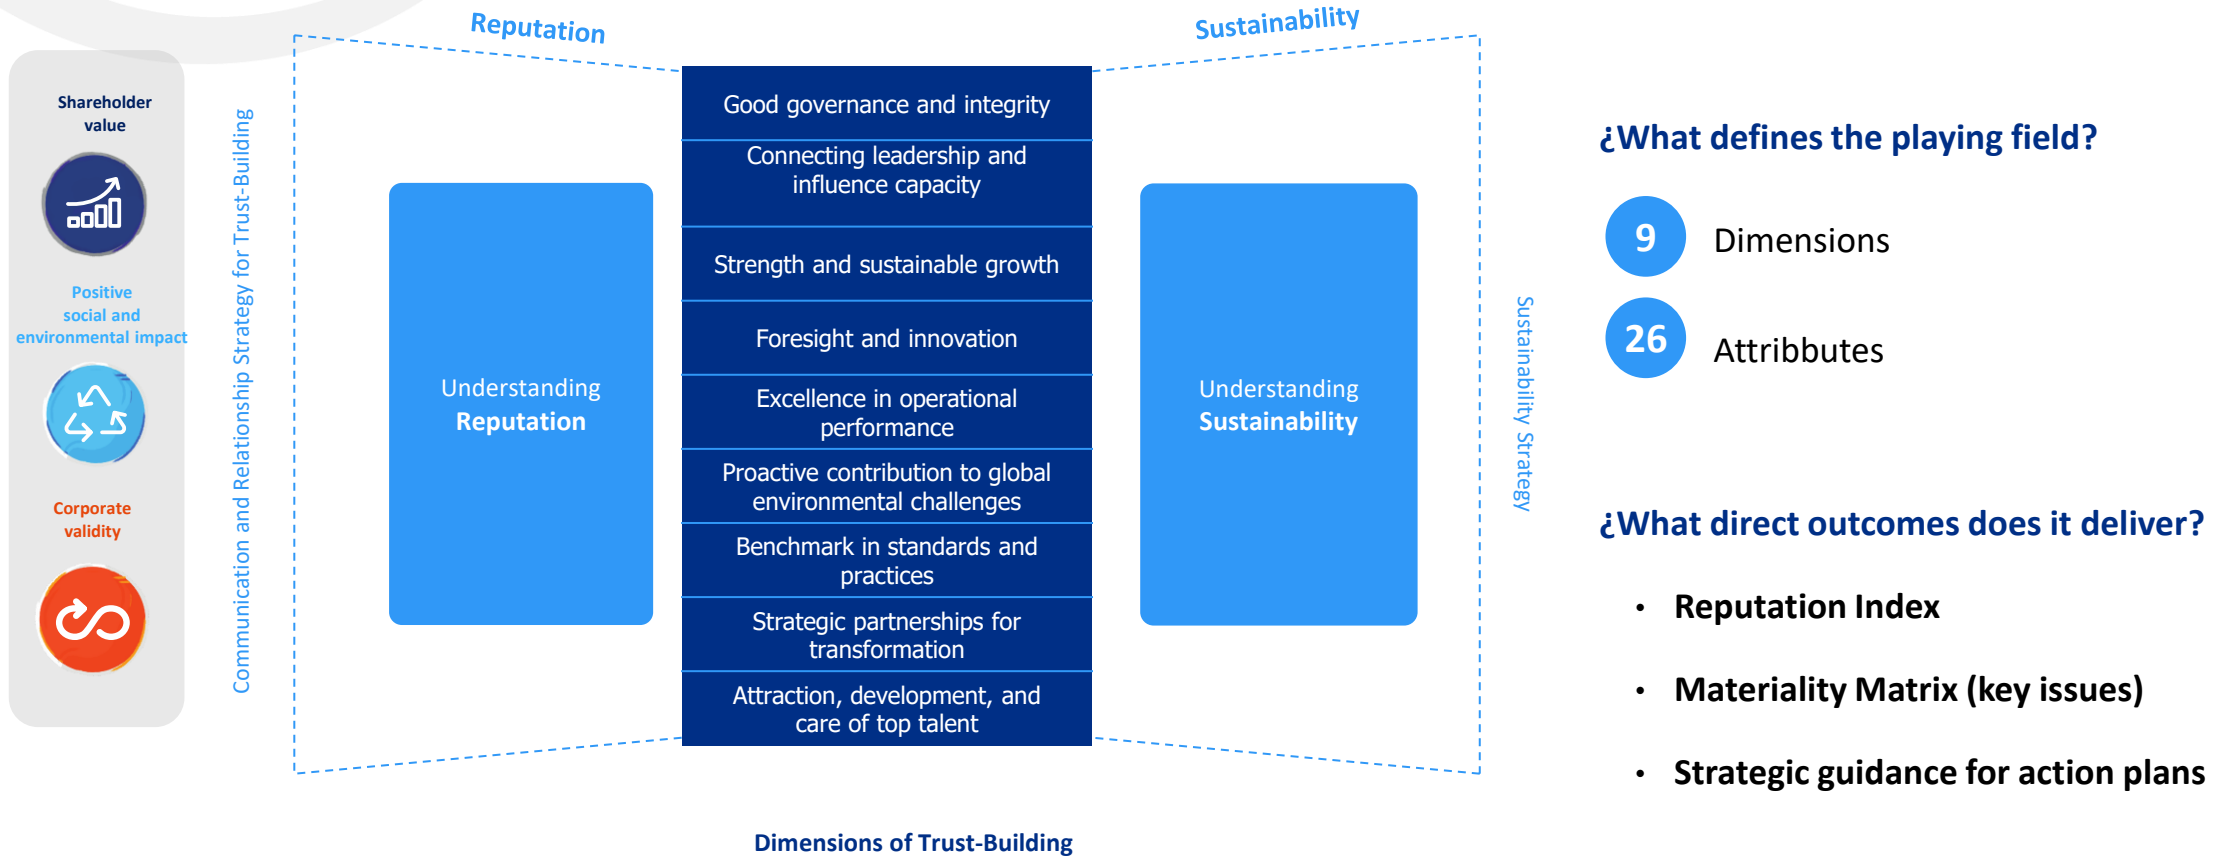 Shareholder
value
Positive
social and
environmental impact
Corporate
validity
Communication and Relationship Strategy for Trust-Building
Reputation
Understanding
Reputation
Good governance and integrity
Connecting leadership and
influence capacity
Strength and sustainable growth
Foresight and innovation
Excellence in operational
performance
Proactive contribution to global
environmental challenges
Benchmark in standards and
practices
Strategic partnerships for
transformation
Attraction, development, and
care of top talent
Sustainability
Understanding
Sustainability
Sustainability Strategy
Dimensions of Trust-Building
¿What defines the playing field?
9 Dimensions
26 Attribbutes
¿What direct outcomes does it deliver?
• Reputation Index
• Materiality Matrix (key issues)
• Strategic guidance for action plans